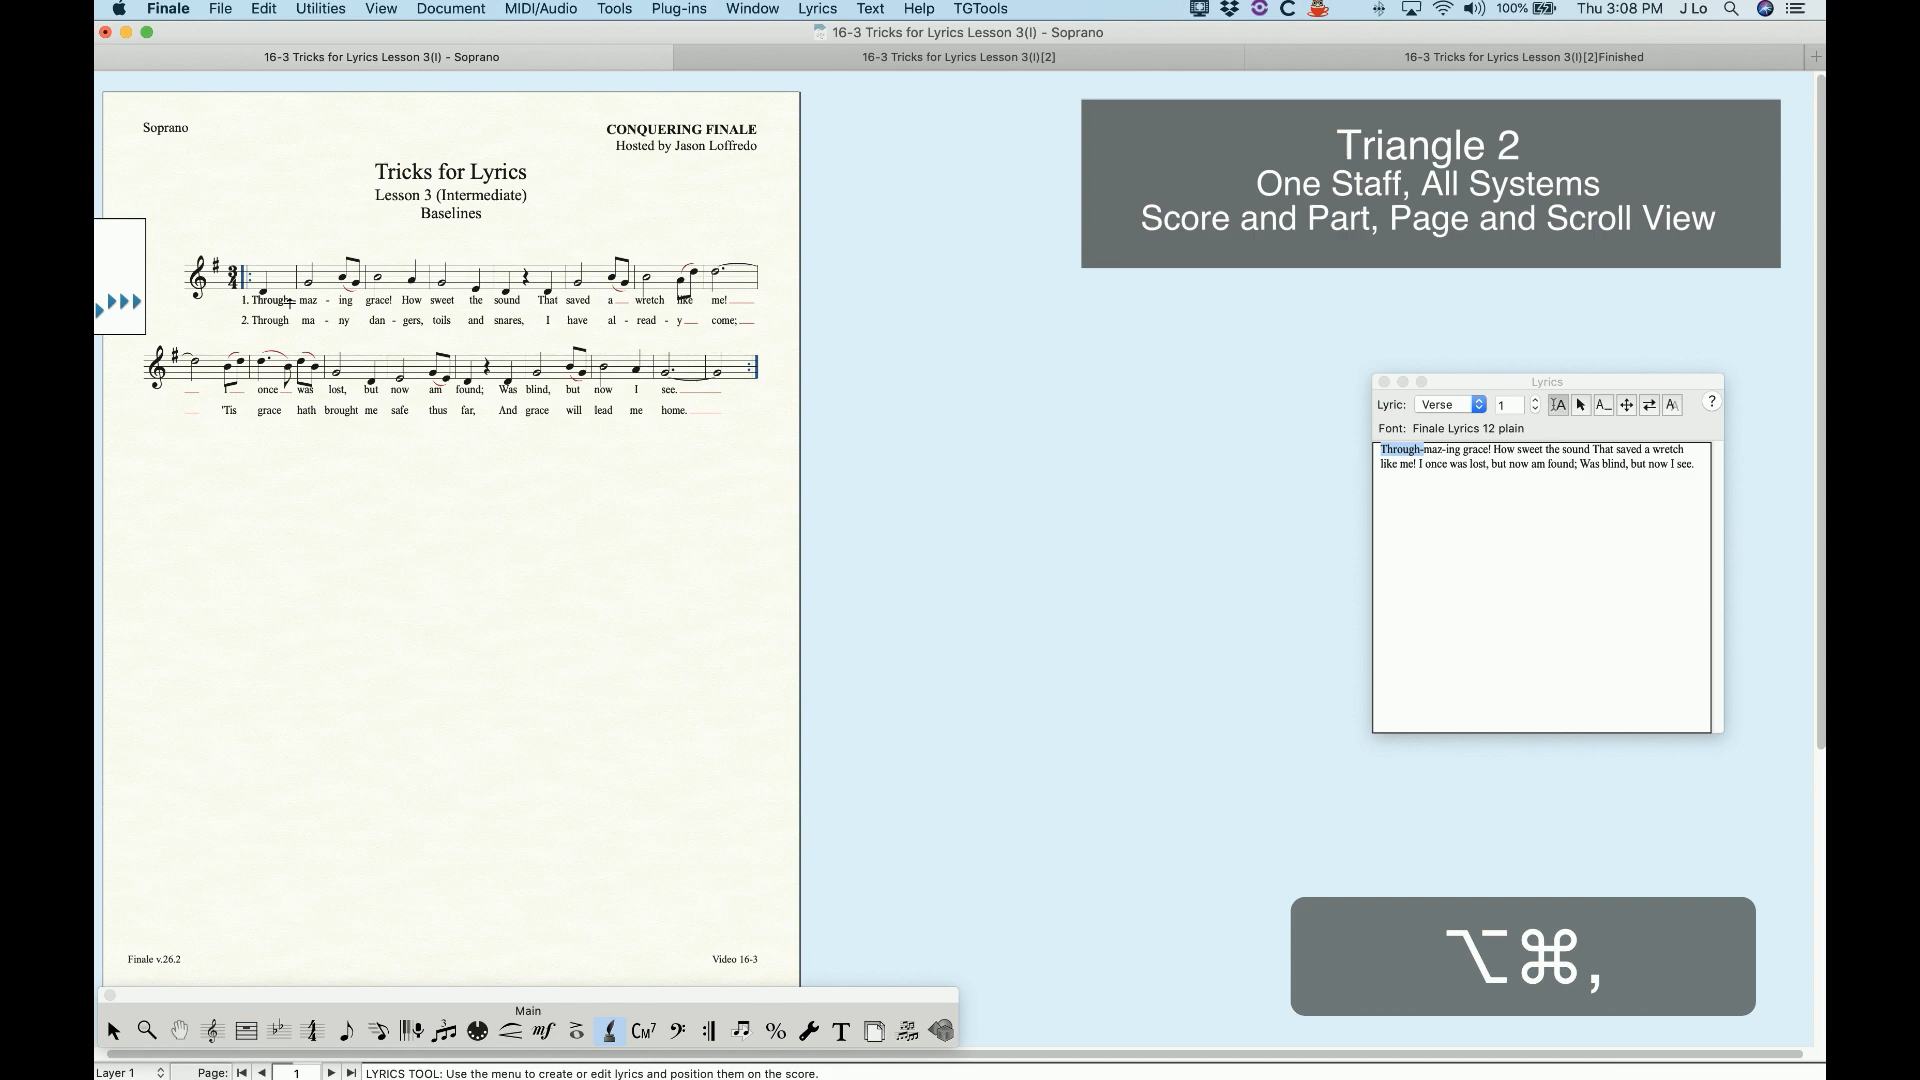 Finale File Edit Utilities View Document MIDI/Audio Tools Plug-ins Window Lyrics Text Help TGTools 100% Thu 3:08 PM J Lo
16-3 Tricks for Lyrics Lesson 3(I) - Soprano
16-3 Tricks for Lyrics Lesson 3(I) - Soprano
16-3 Tricks for Lyrics Lesson 3(I)[2]
16-3 Tricks for Lyrics Lesson 3(I)[2]Finished
Soprano
CONQUERING FINALE
Hosted by Jason Loffredo
Tricks for Lyrics
Lesson 3 (Intermediate)
Baselines
1. Through- maz - ing grace! How sweet the sound That saved a wretch like me!
2. Through ma - ny dan - gers, toils and snares, I have al - read - y come;
I once was lost, but now am found; Was blind, but now I see.
'Tis grace hath brought me safe thus far, And grace will lead me home.
Finale v.26.2
Video 16-3
Triangle 2
One Staff, All Systems
Score and Part, Page and Scroll View
Lyrics
Lyric: Verse 1 A A_ A ?
Font: Finale Lyrics 12 plain
Through-maz-ing grace! How sweet the sound That saved a wretch
like me! I once was lost, but now am found; Was blind, but now I see.
⌥⌘,
Main
mf CM7 % T
Layer 1 Page: 1 LYRICS TOOL: Use the menu to create or edit lyrics and position them on the score.